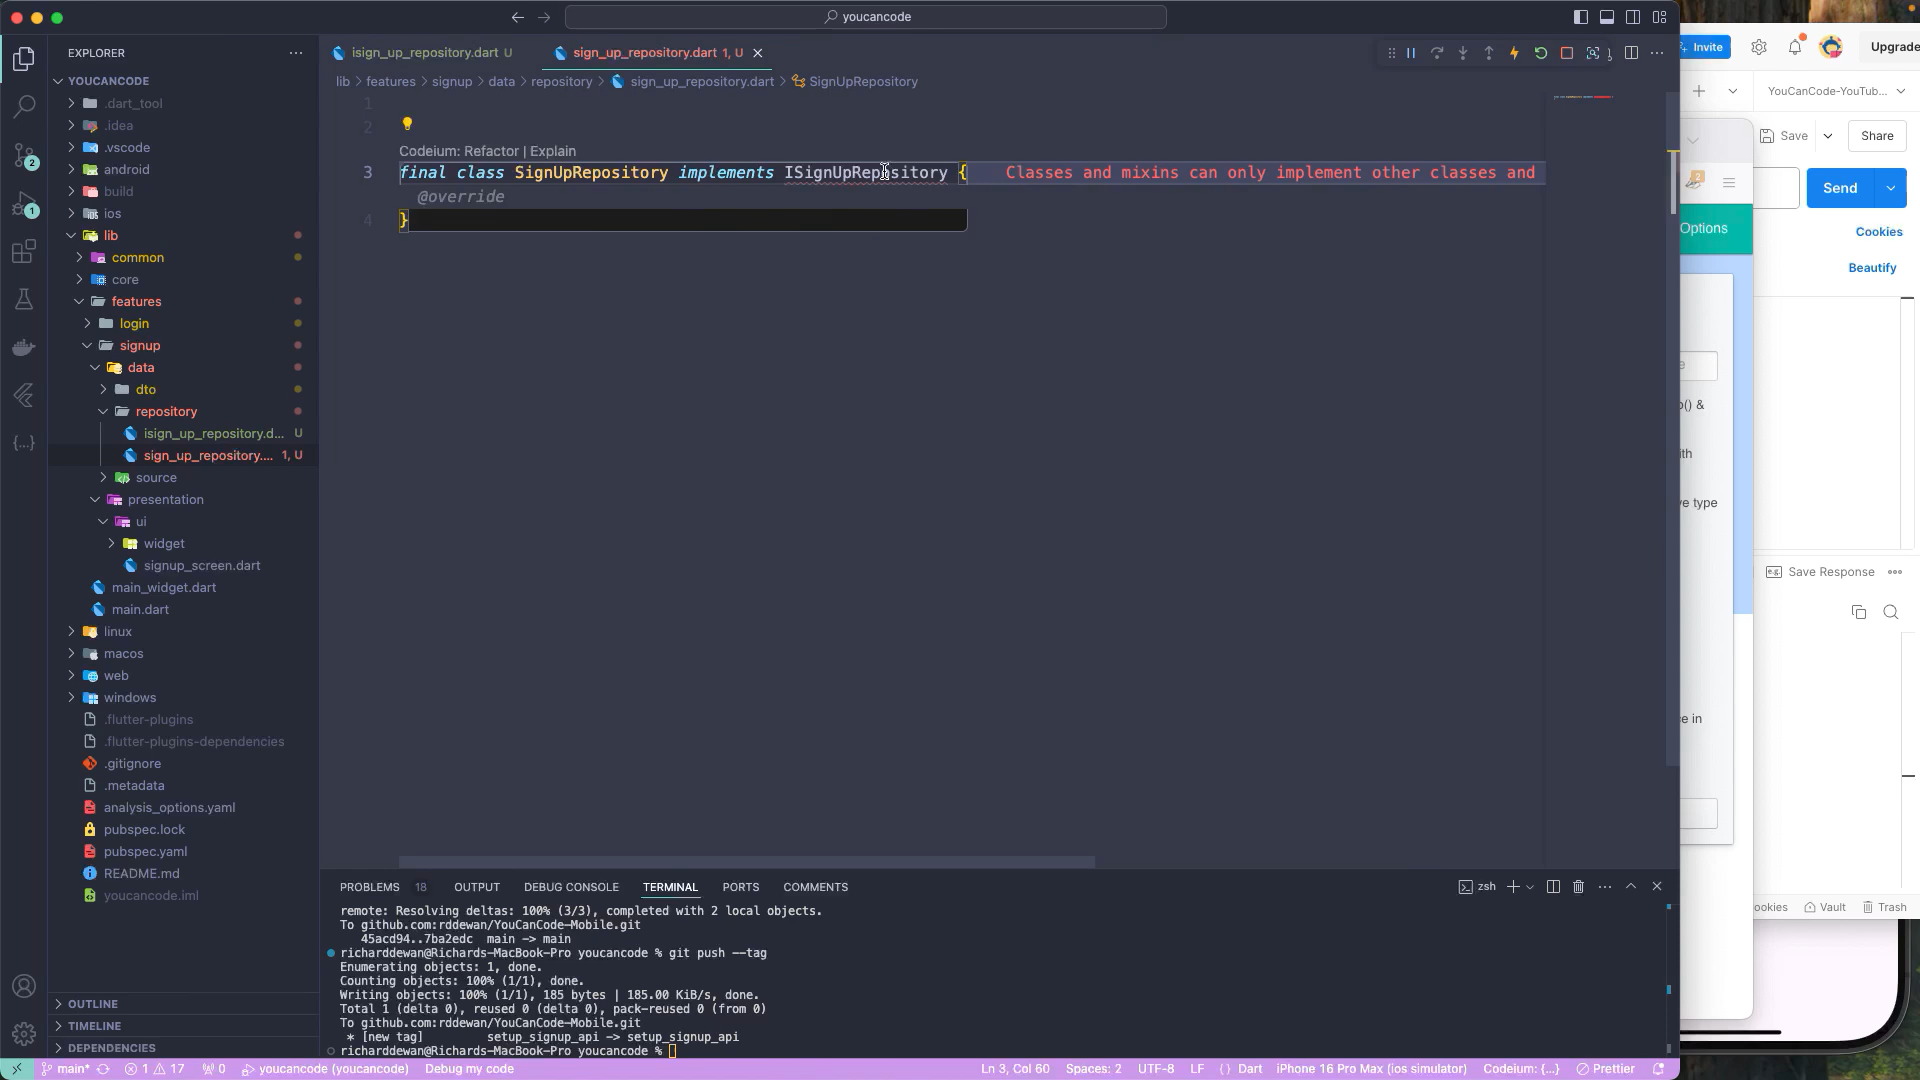 youcancode
Invite
Upgrade
EXPLORER
YOUCANCODE
.dart_tool
.idea
.vscode
android
build
ios
lib
common
core
features
login
signup
data
dto
repository
isign_up_repository.d... U
sign_up_repository.... 1, U
source
presentation
ui
widget
signup_screen.dart
main_widget.dart
main.dart
linux
macos
web
windows
.flutter-plugins
.flutter-plugins-dependencies
.gitignore
.metadata
analysis_options.yaml
pubspec.lock
pubspec.yaml
README.md
youcancode.iml
OUTLINE
TIMELINE
DEPENDENCIES
2
1
isign_up_repository.dart U
sign_up_repository.dart 1, U
lib > features > signup > data > repository > sign_up_repository.dart > SignUpRepository
1
2
Codeium: Refactor | Explain
3 final class SignUpRepository implements ISignUpRepository { Classes and mixins can only implement other classes and
@override
4 }
PROBLEMS 18 OUTPUT DEBUG CONSOLE TERMINAL PORTS COMMENTS
zsh
remote: Resolving deltas: 100% (3/3), completed with 2 local objects.
To github.com:rddewan/YouCanCode-Mobile.git
45acd94..7ba2edc main -> main
richarddewan@Richards-MacBook-Pro youcancode % git push --tag
Enumerating objects: 1, done.
Counting objects: 100% (1/1), done.
Writing objects: 100% (1/1), 185 bytes | 185.00 KiB/s, done.
Total 1 (delta 0), reused 0 (delta 0), pack-reused 0 (from 0)
To github.com:rddewan/YouCanCode-Mobile.git
* [new tag] setup_signup_api -> setup_signup_api
richarddewan@Richards-MacBook-Pro youcancode %
main* 1 17 0 youcancode (youcancode) Debug my code
Ln 3, Col 60 Spaces: 2 UTF-8 LF { } Dart iPhone 16 Pro Max (ios simulator) Codeium: {...} Prettier
YouCanCode-YouTub...
Save
Share
2
Send
Options
Cookies
Beautify
() &
ith
ve type
e.g. Save Response
ce in
ookies Vault Trash